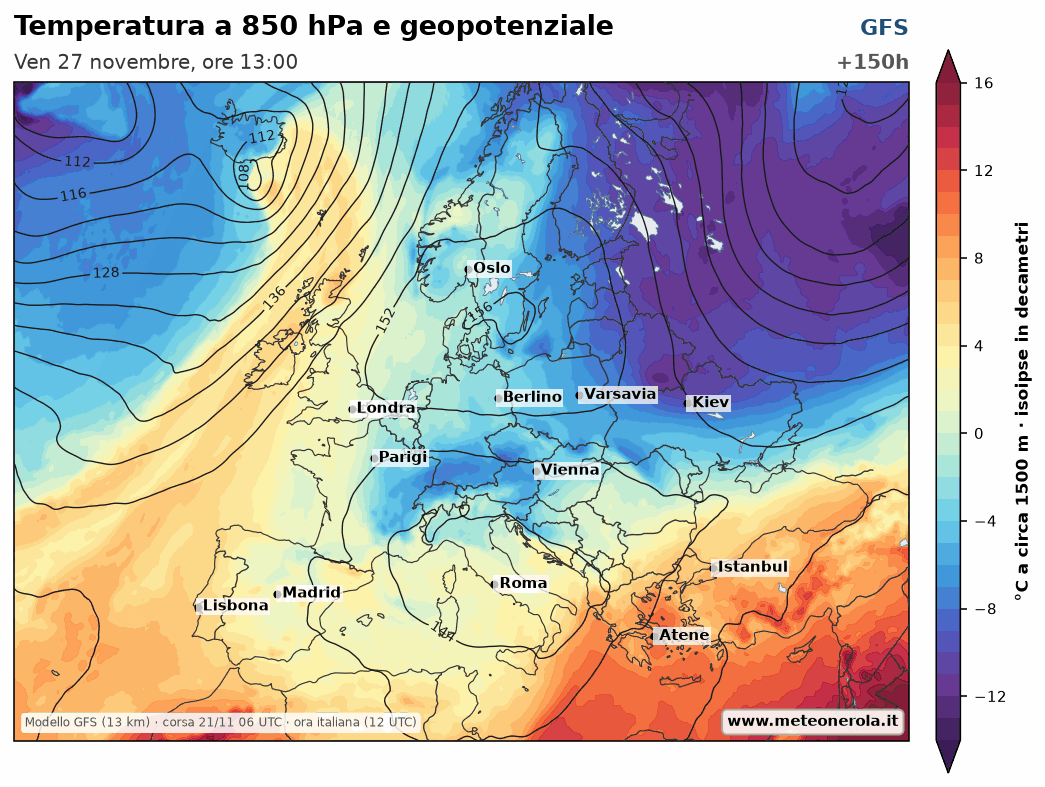 Temperatura a 850 hPa e geopotenziale
GFS
Ven 27 novembre, ore 13:00
+150h
112
108
112
116
128
136
152
156
144
Oslo
Berlino
Varsavia
Kiev
Londra
Parigi
Vienna
Istanbul
Roma
Madrid
Lisbona
Atene
Modello GFS (13 km) · corsa 21/11 06 UTC · ora italiana (12 UTC)
www.meteonerola.it
16
12
8
4
0
−4
−8
−12
°C a circa 1500 m · isoipse in decametri